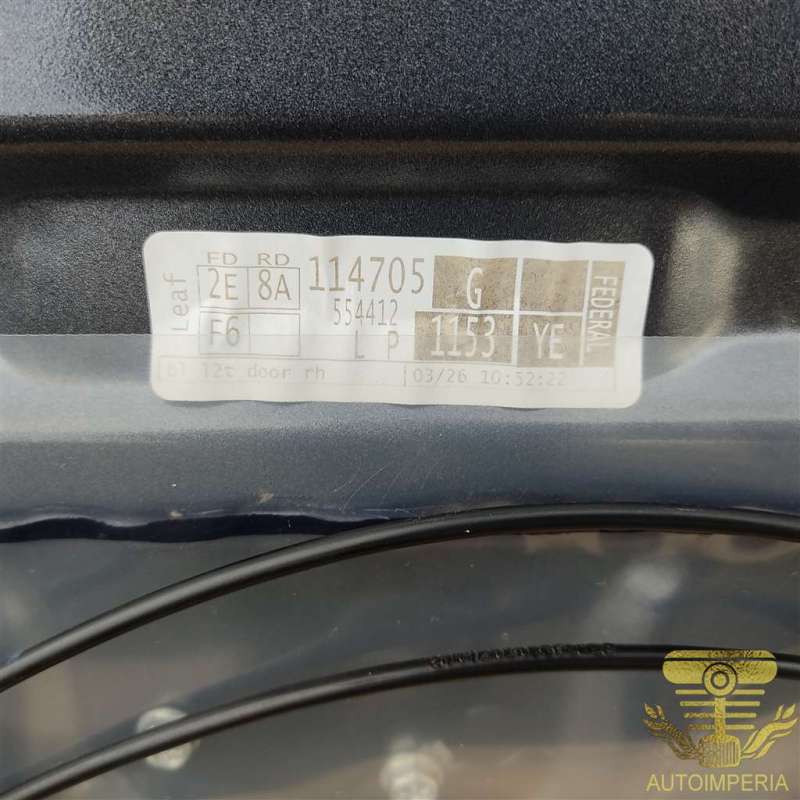 Leaf
FD RD
2E 8A 114705 G
554412
F6 L P 1153 YE
FEDERAL
12t door rh 03/26 10:52:22
AUTOIMPERIA